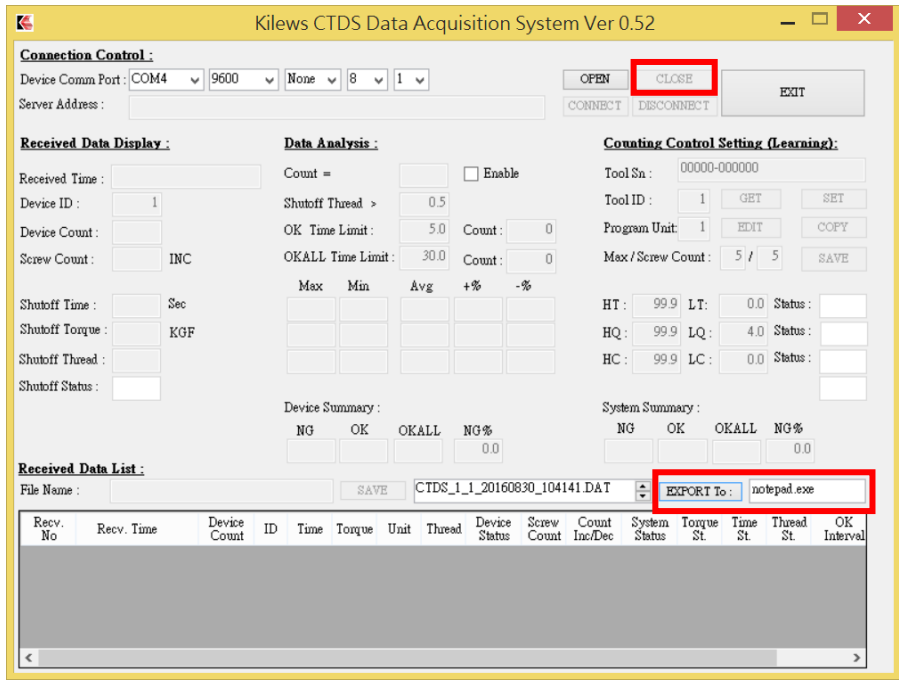 Kilews CTDS Data Acquisition System Ver 0.52
Connection Control :
Device Comm Port : COM4 9600 None 8 1 OPEN CLOSE EXIT
Server Address : CONNECT DISCONNECT
Received Data Display : Data Analysis : Counting Control Setting (Learning):
Received Time : Count = Enable Tool Sn : 00000-000000
Device ID : 1 Shutoff Thread > 0.5 Tool ID : 1 GET SET
Device Count : OK Time Limit : 5.0 Count : 0 Program Unit: 1 EDIT COPY
Screw Count : INC OKALL Time Limit : 30.0 Count : 0 Max / Screw Count : 5 / 5 SAVE
Max Min Avg +% -%
Shutoff Time : Sec HT : 99.9 LT : 0.0 Status :
Shutoff Torque : KGF HQ : 99.9 LQ : 4.0 Status :
Shutoff Thread : HC : 99.9 LC : 0.0 Status :
Shutoff Status :
Device Summary : System Summary :
NG OK OKALL NG% NG OK OKALL NG%
0.0 0.0
Received Data List :
File Name : SAVE CTDS_1_1_20160830_104141.DAT EXPORT To : notepad.exe
Recv. No Recv. Time Device Count ID Time Torque Unit Thread Device Status Screw Count Count Inc/Dec System Status Torque St. Time St. Thread St. OK Interval